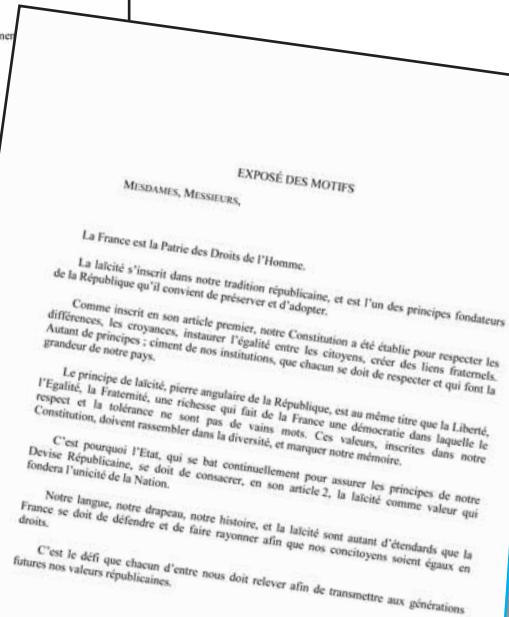 EXPOSÉ DES MOTIFS
MESDAMES, MESSIEURS,
La France est la Patrie des Droits de l'Homme.
La laïcité s'inscrit dans notre tradition républicaine, et est l'un des principes fondateurs
de la République qu'il convient de préserver et d'adopter.
Comme inscrit en son article premier, notre Constitution a été établie pour respecter les
différences, les croyances, instaurer l'égalité entre les citoyens, créer des liens fraternels.
Autant de principes ; ciment de nos institutions, que chacun se doit de respecter et qui font la
grandeur de notre pays.
Le principe de laïcité, pierre angulaire de la République, est au même titre que la Liberté,
l'Egalité, la Fraternité, une richesse qui fait de la France une démocratie dans laquelle le
respect et la tolérance ne sont pas de vains mots. Ces valeurs, inscrites dans notre
Constitution, doivent rassembler dans la diversité, et marquer notre mémoire.
C'est pourquoi l'Etat, qui se bat continuellement pour assurer les principes de notre
Devise Républicaine, se doit de consacrer, en son article 2, la laïcité comme valeur qui
fondera l'unicité de la Nation.
Notre langue, notre drapeau, notre histoire, et la laïcité sont autant d'étendards que la
France se doit de défendre et de faire rayonner afin que nos concitoyens soient égaux en
droits.
C'est le défi que chacun d'entre nous doit relever afin de transmettre aux générations
futures nos valeurs républicaines.